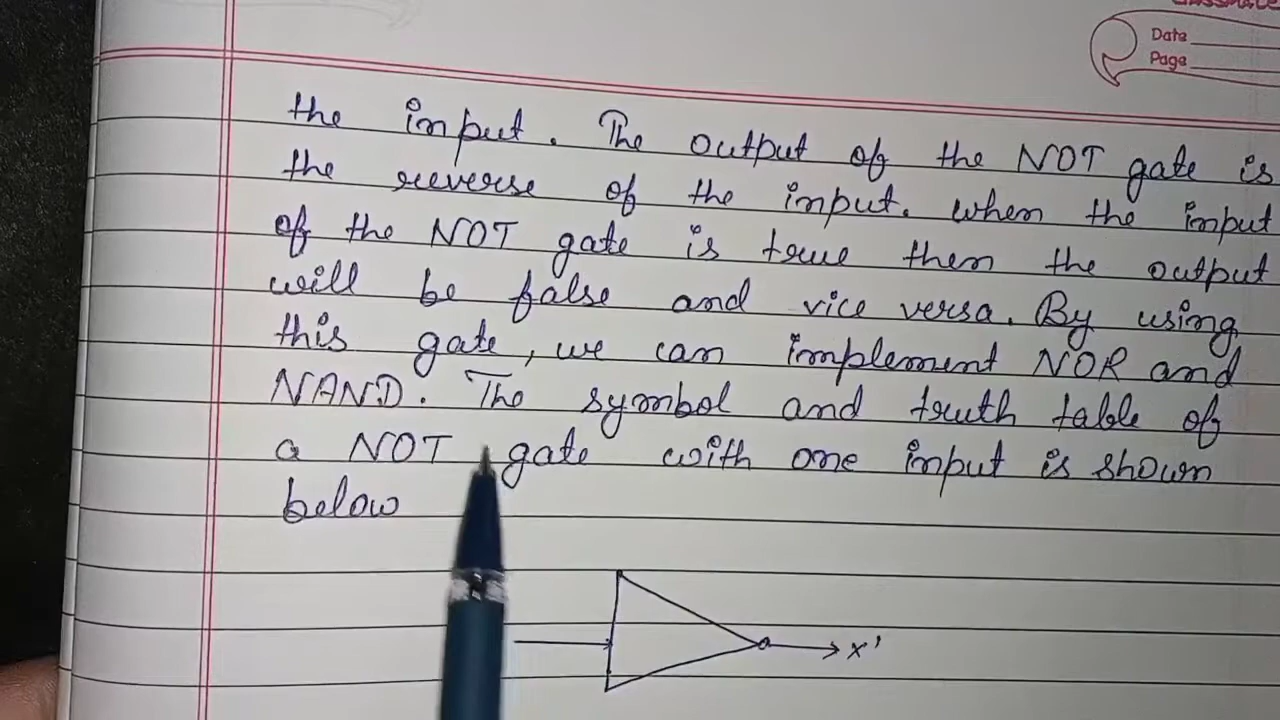 Date
Page
the input. The output of the NOT gate is
the reverse of the input. when the input
of the NOT gate is true then the output
will be false and vice versa. By using
this gate, we can implement NOR and
NAND. The symbol and truth table of
a NOT gate with one input is shown
below
x'